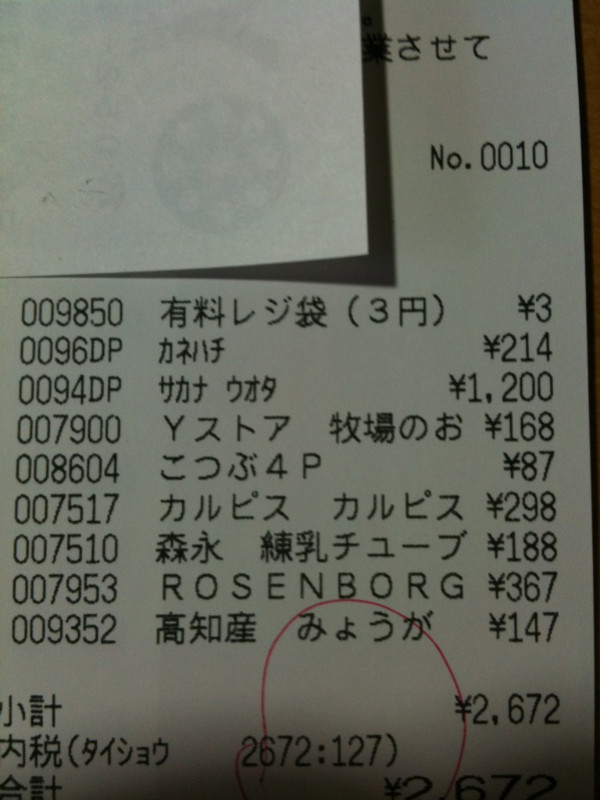 業させて
No.0010
009850 有料レジ袋（３円） ¥3
0096DP ｶﾈﾊﾁ ¥214
0094DP ｻｶﾅ ｳｵﾀ ¥1,200
007900 Ｙストア　牧場のお ¥168
008604 こつぶ４Ｐ ¥87
007517 カルピス　カルピス ¥298
007510 森永　練乳チューブ ¥188
007953 ＲＯＳＥＮＢＯＲＧ ¥367
009352 高知産　みょうが ¥147
小計 ¥2,672
内税(ﾀｲｼｮｳ 2672:127)
合計 ¥2,672